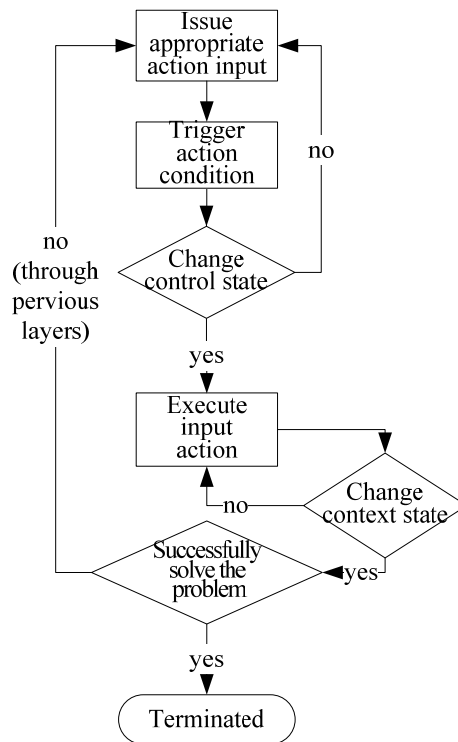 Issue
appropriate
action input
Trigger
action
condition
no
no
(through
pervious
layers)
Change
control state
yes
Execute
input
action
Change
context state
no
Successfully
solve the
problem
yes
yes
Terminated